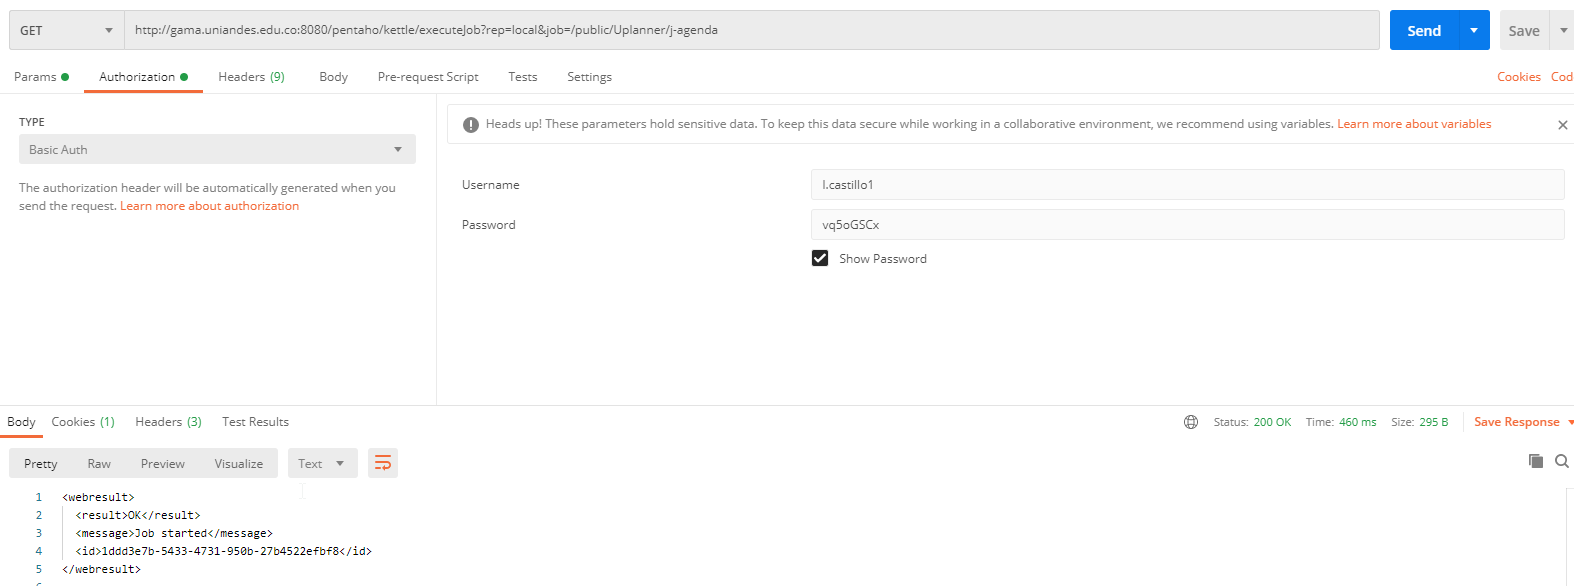 GET http://gama.uniandes.edu.co:8080/pentaho/kettle/executeJob?rep=local&job=/public/Uplanner/j-agenda Send Save
Params Authorization Headers (9) Body Pre-request Script Tests Settings Cookies Cod
TYPE
Basic Auth
The authorization header will be automatically generated when you
send the request. Learn more about authorization
Heads up! These parameters hold sensitive data. To keep this data secure while working in a collaborative environment, we recommend using variables. Learn more about variables
Username l.castillo1
Password vq5oGSCx
Show Password
Body Cookies (1) Headers (3) Test Results Status: 200 OK Time: 460 ms Size: 295 B Save Response
Pretty Raw Preview Visualize Text
1 <webresult>
2 <result>OK</result>
3 <message>Job started</message>
4 <id>1ddd3e7b-5433-4731-950b-27b4522efbf8</id>
5 </webresult>